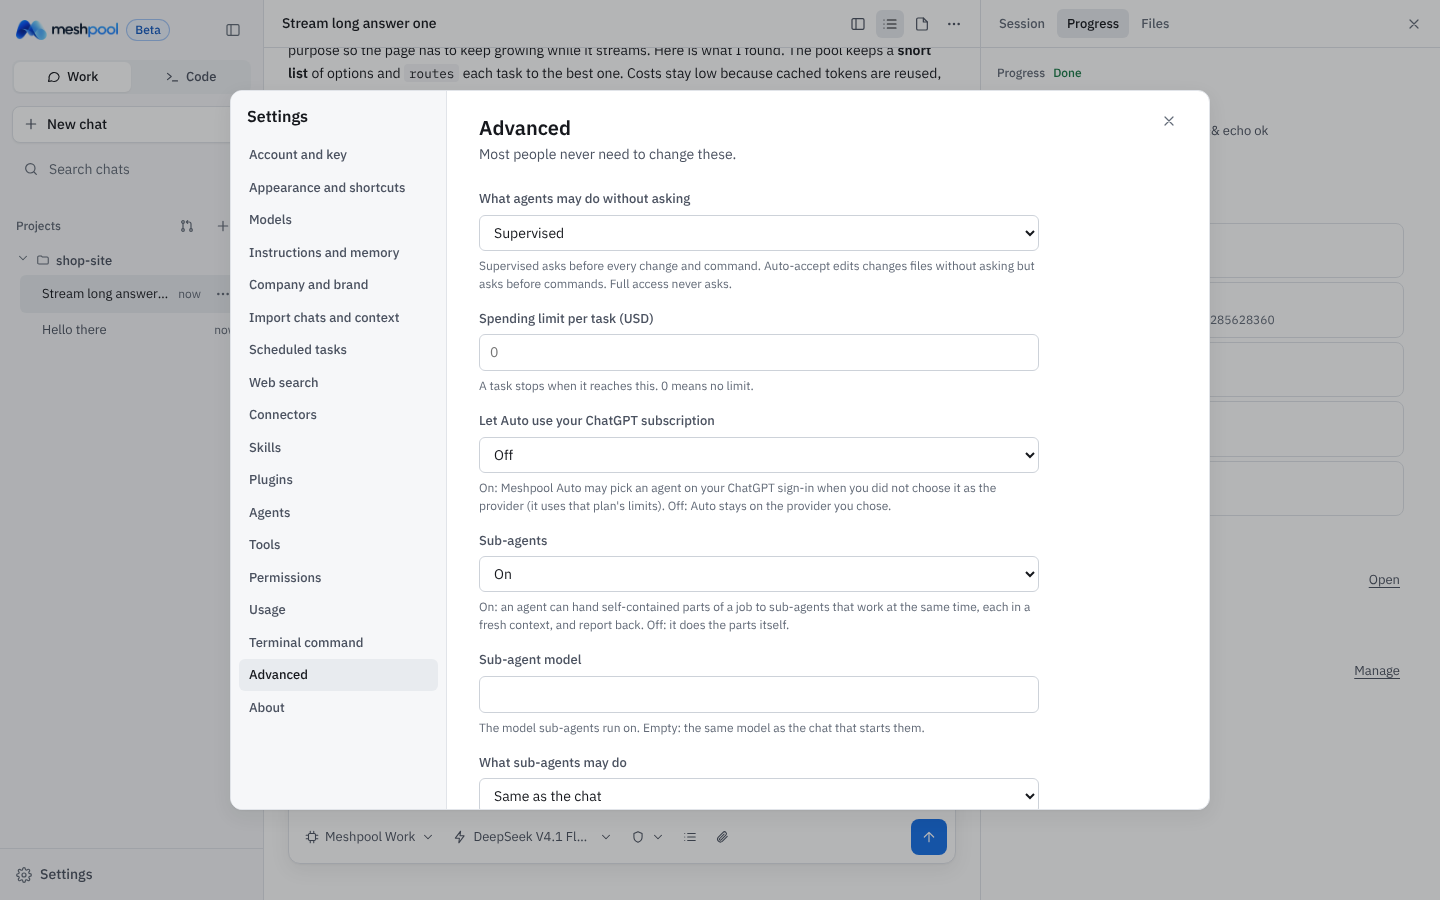 meshpool Beta
Work
Code
New chat
Search chats
Projects
shop-site
Stream long answer... now
Hello there
Settings
Stream long answer one
purpose so the page has to keep growing while it streams. Here is what I found. The pool keeps a short
list of options and routes each task to the best one. Costs stay low because cached tokens are reused,
Session
Progress
Files
Progress Done
& echo ok
285628360
Open
Manage
Settings
Account and key
Appearance and shortcuts
Models
Instructions and memory
Company and brand
Import chats and context
Scheduled tasks
Web search
Connectors
Skills
Plugins
Agents
Tools
Permissions
Usage
Terminal command
Advanced
About
Advanced
Most people never need to change these.
What agents may do without asking
Supervised
Supervised asks before every change and command. Auto-accept edits changes files without asking but
asks before commands. Full access never asks.
Spending limit per task (USD)
0
A task stops when it reaches this. 0 means no limit.
Let Auto use your ChatGPT subscription
Off
On: Meshpool Auto may pick an agent on your ChatGPT sign-in when you did not choose it as the
provider (it uses that plan's limits). Off: Auto stays on the provider you chose.
Sub-agents
On
On: an agent can hand self-contained parts of a job to sub-agents that work at the same time, each in a
fresh context, and report back. Off: it does the parts itself.
Sub-agent model
The model sub-agents run on. Empty: the same model as the chat that starts them.
What sub-agents may do
Same as the chat
Meshpool Work
DeepSeek V4.1 Fl...